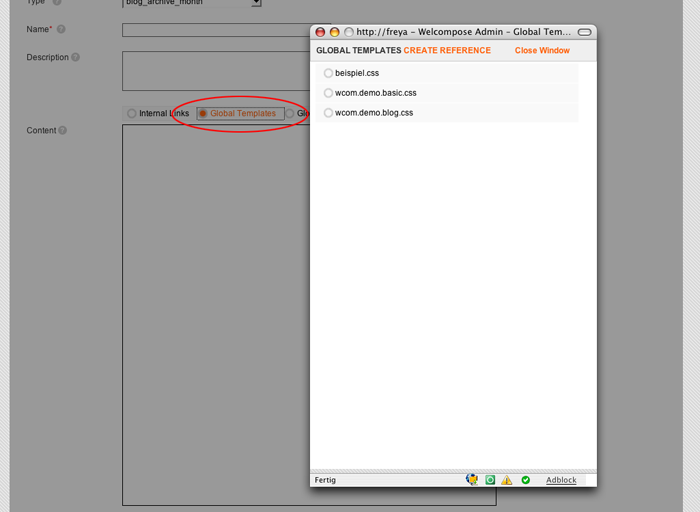 Type ?
blog_archive_month
Name* ?
Description ?
Internal Links
Global Templates
Content ?
http://freya – Welcompose Admin – Global Tem...
GLOBAL TEMPLATES CREATE REFERENCE
Close Window
beispiel.css
wcom.demo.basic.css
wcom.demo.blog.css
Fertig
Adblock